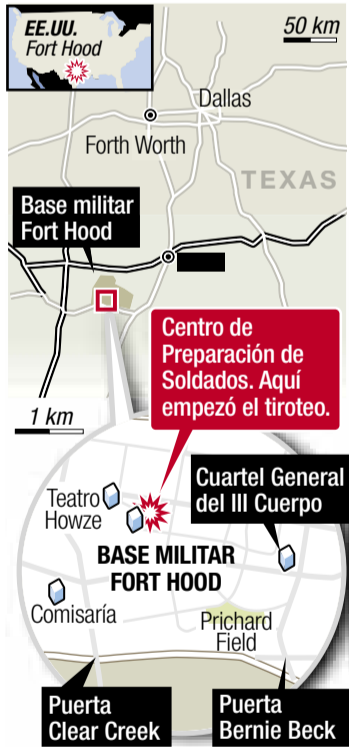 EE.UU.
Fort Hood
50 km
Dallas
Forth Worth
TEXAS
Base militar
Fort Hood
Centro de
Preparación de
Soldados. Aquí
empezó el tiroteo.
1 km
Cuartel General
del III Cuerpo
Teatro
Howze
BASE MILITAR
FORT HOOD
Comisaría
Prichard
Field
Puerta
Clear Creek
Puerta
Bernie Beck